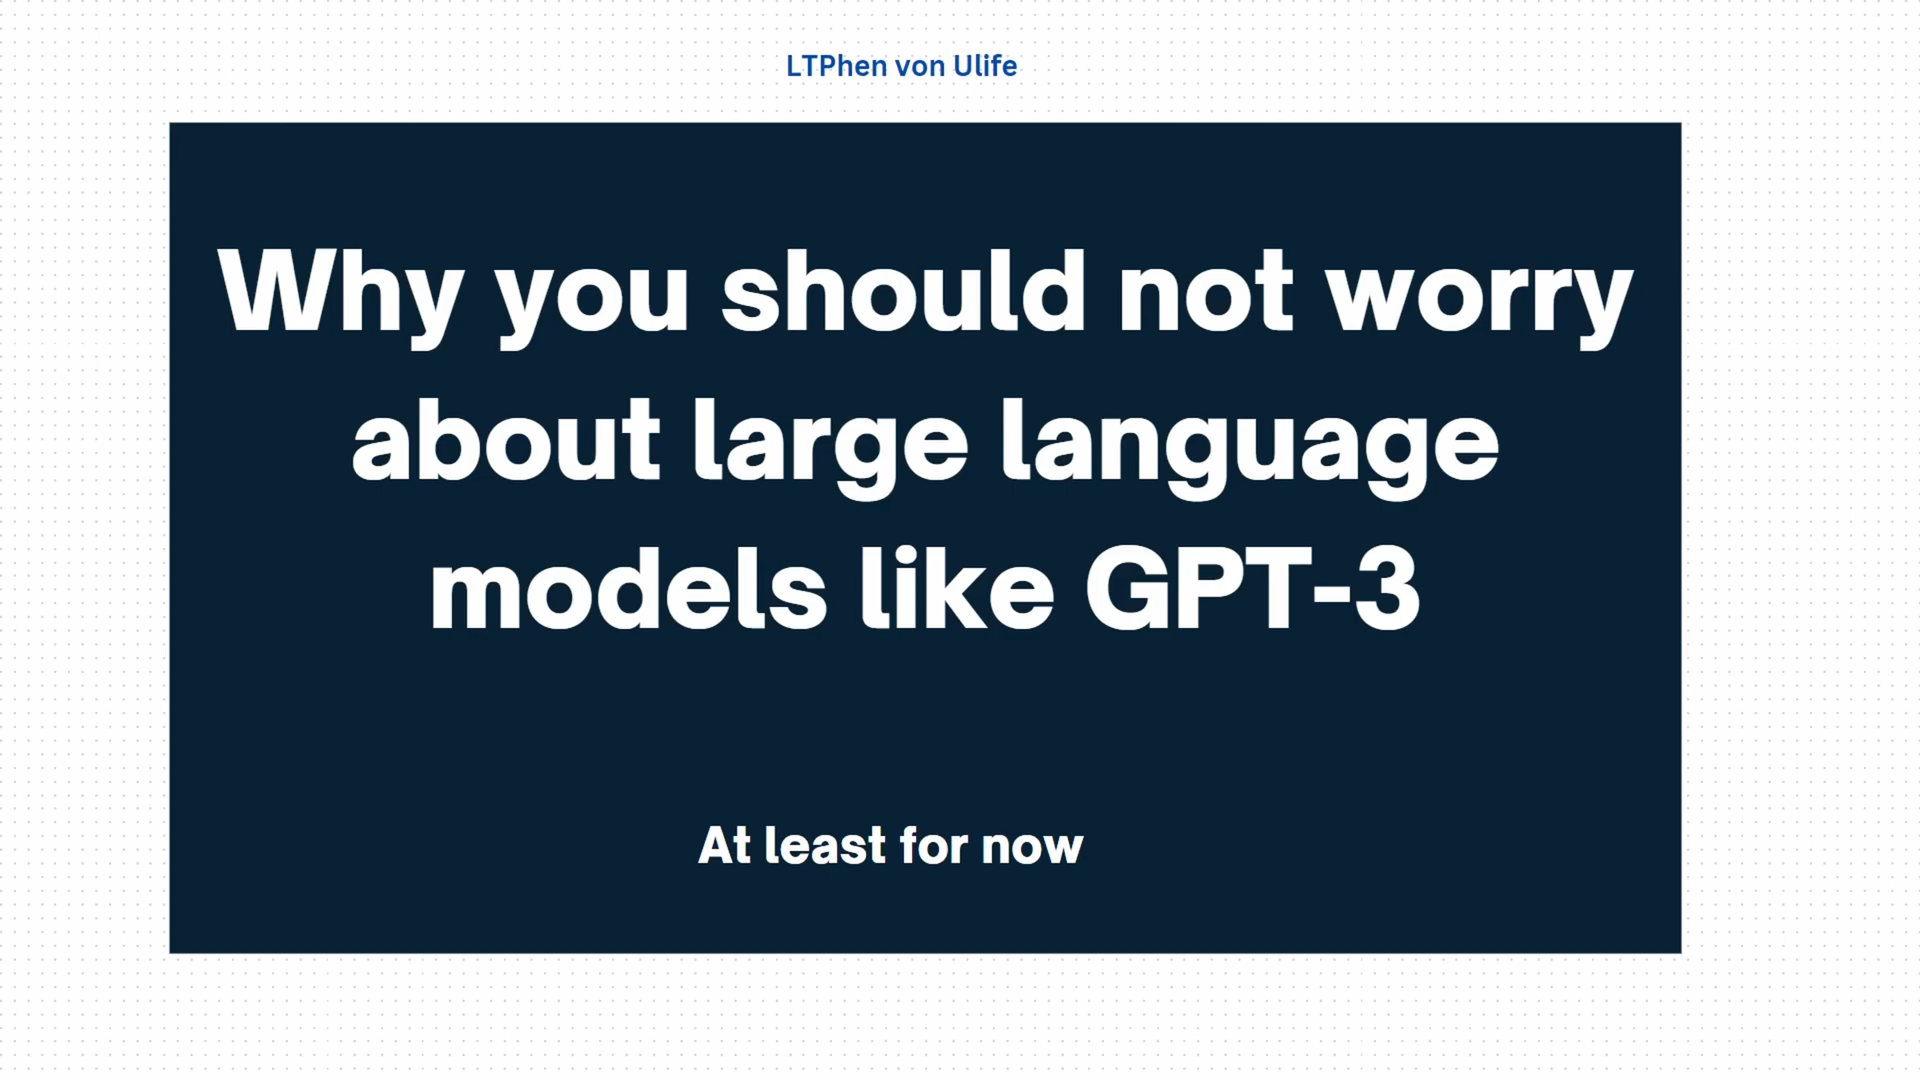 LTPhen von Ulife
Why you should not worry
about large language
models like GPT-3
At least for now